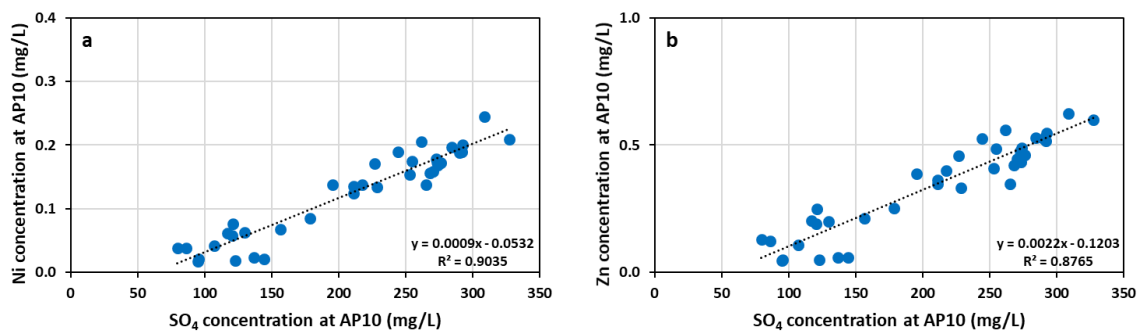 a
Ni concentration at AP10 (mg/L)
0.4
0.3
0.2
0.1
0.0
y = 0.0009x - 0.0532
R² = 0.9035
0 50 100 150 200 250 300 350
SO₄ concentration at AP10 (mg/L)
b
Zn concentration at AP10 (mg/L)
1.0
0.5
0.0
y = 0.0022x - 0.1203
R² = 0.8765
0 50 100 150 200 250 300 350
SO₄ concentration at AP10 (mg/L)